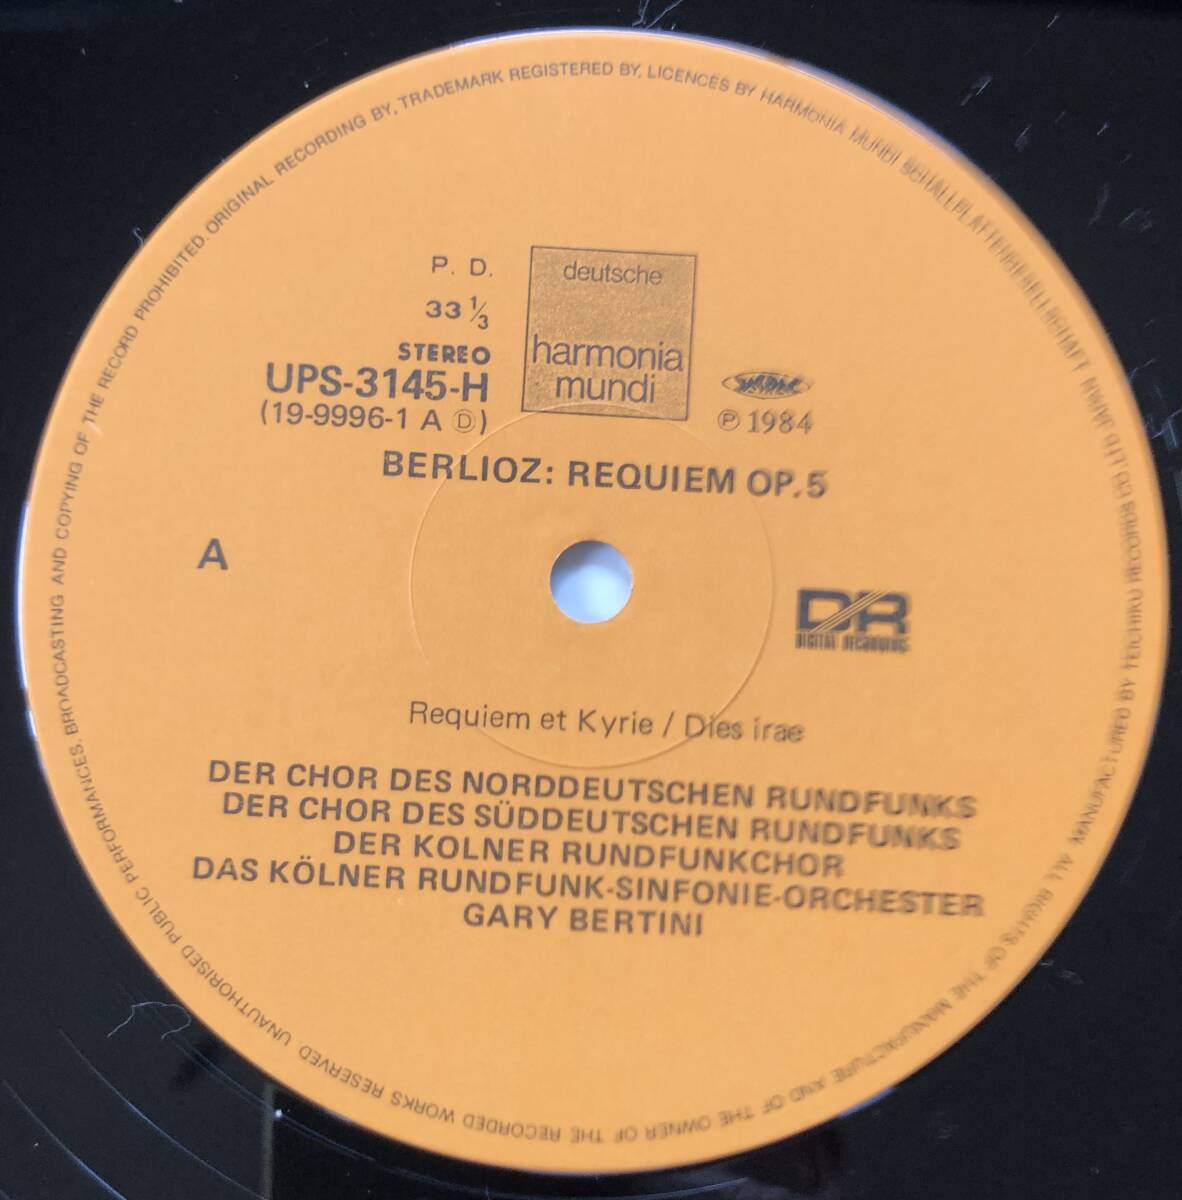 ORIGINAL RECORDING BY, TRADEMARK REGISTERED BY, LICENCES BY HARMONIA MUNDI SCHALLPLATTENGESELLSCHAFT
MANUFACTURED BY TEICHIKU RECORDS CO. LTD. JAPAN
ALL RIGHTS OF THE MANUFACTURE AND OF THE OWNER OF THE RECORDED WORKS RESERVED. UNAUTHORISED PUBLIC PERFORMANCES. BROADCASTING AND COPYING OF THE RECORD PROHIBITED.
P. D.
33 ⅓
STEREO
UPS-3145-H
(19-9996-1 A Ⓓ)
deutsche
harmonia
mundi
℗ 1984
BERLIOZ: REQUIEM OP. 5
A
DR
DIGITAL RECORDING
Requiem et Kyrie / Dies irae
DER CHOR DES NORDDEUTSCHEN RUNDFUNKS
DER CHOR DES SÜDDEUTSCHEN RUNDFUNKS
DER KOLNER RUNDFUNKCHOR
DAS KÖLNER RUNDFUNK-SINFONIE-ORCHESTER
GARY BERTINI